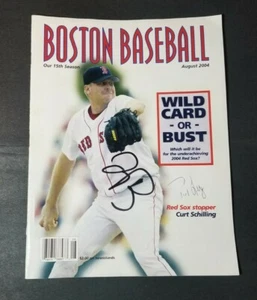 BOSTON BASEBALL
Our 15th Season
August 2004
WILD
CARD
- OR -
BUST
Which will it be
for the underachieving
2004 Red Sox?
Red Sox stopper
Curt Schilling